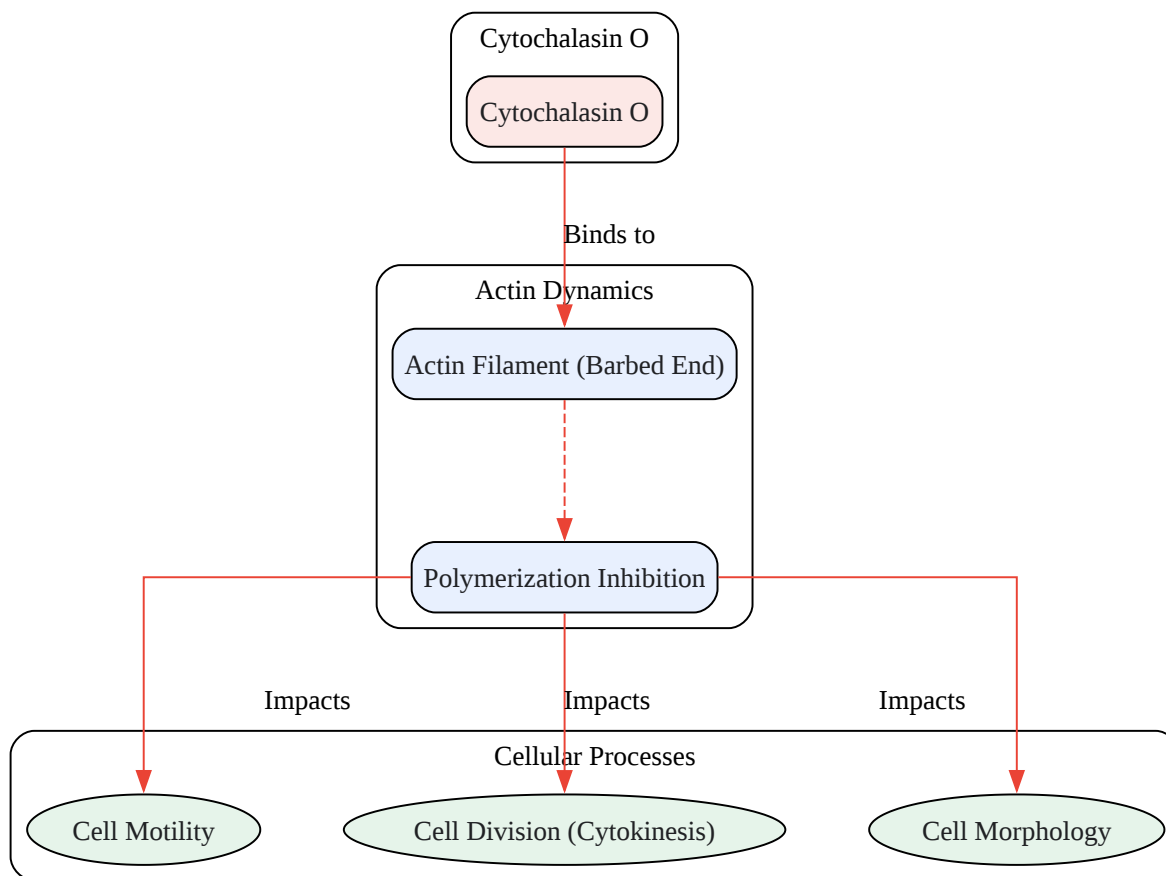 Cytochalasin O
Cytochalasin O
Binds to
Actin Dynamics
Actin Filament (Barbed End)
Polymerization Inhibition
Impacts
Impacts
Impacts
Cellular Processes
Cell Motility
Cell Division (Cytokinesis)
Cell Morphology